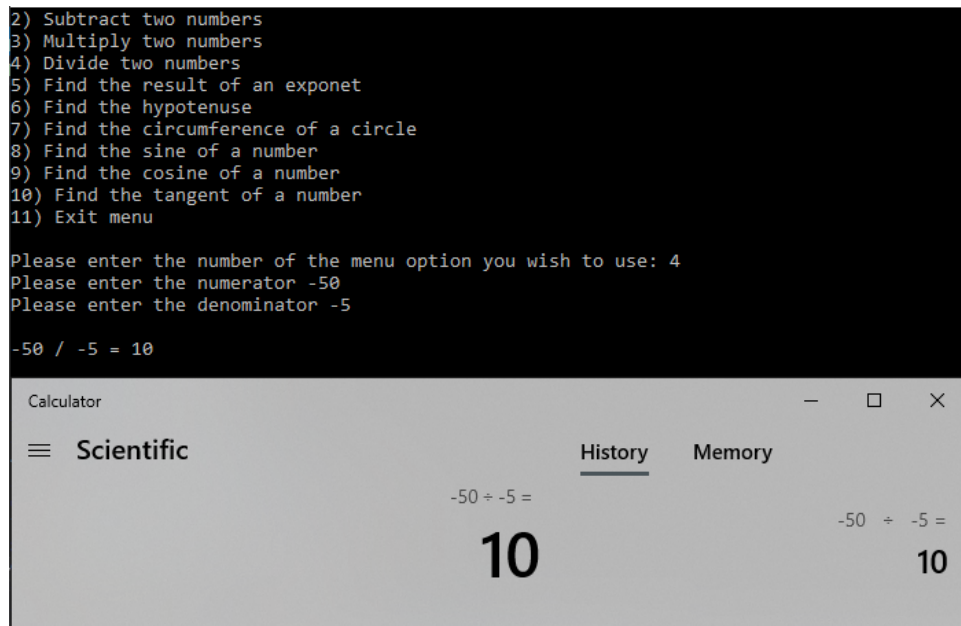 2) Subtract two numbers
3) Multiply two numbers
4) Divide two numbers
5) Find the result of an exponet
6) Find the hypotenuse
7) Find the circumference of a circle
8) Find the sine of a number
9) Find the cosine of a number
10) Find the tangent of a number
11) Exit menu
Please enter the number of the menu option you wish to use: 4
Please enter the numerator -50
Please enter the denominator -5
-50 / -5 = 10
Calculator
Scientific
History Memory
-50 ÷ -5 =
10
-50 ÷ -5 =
10